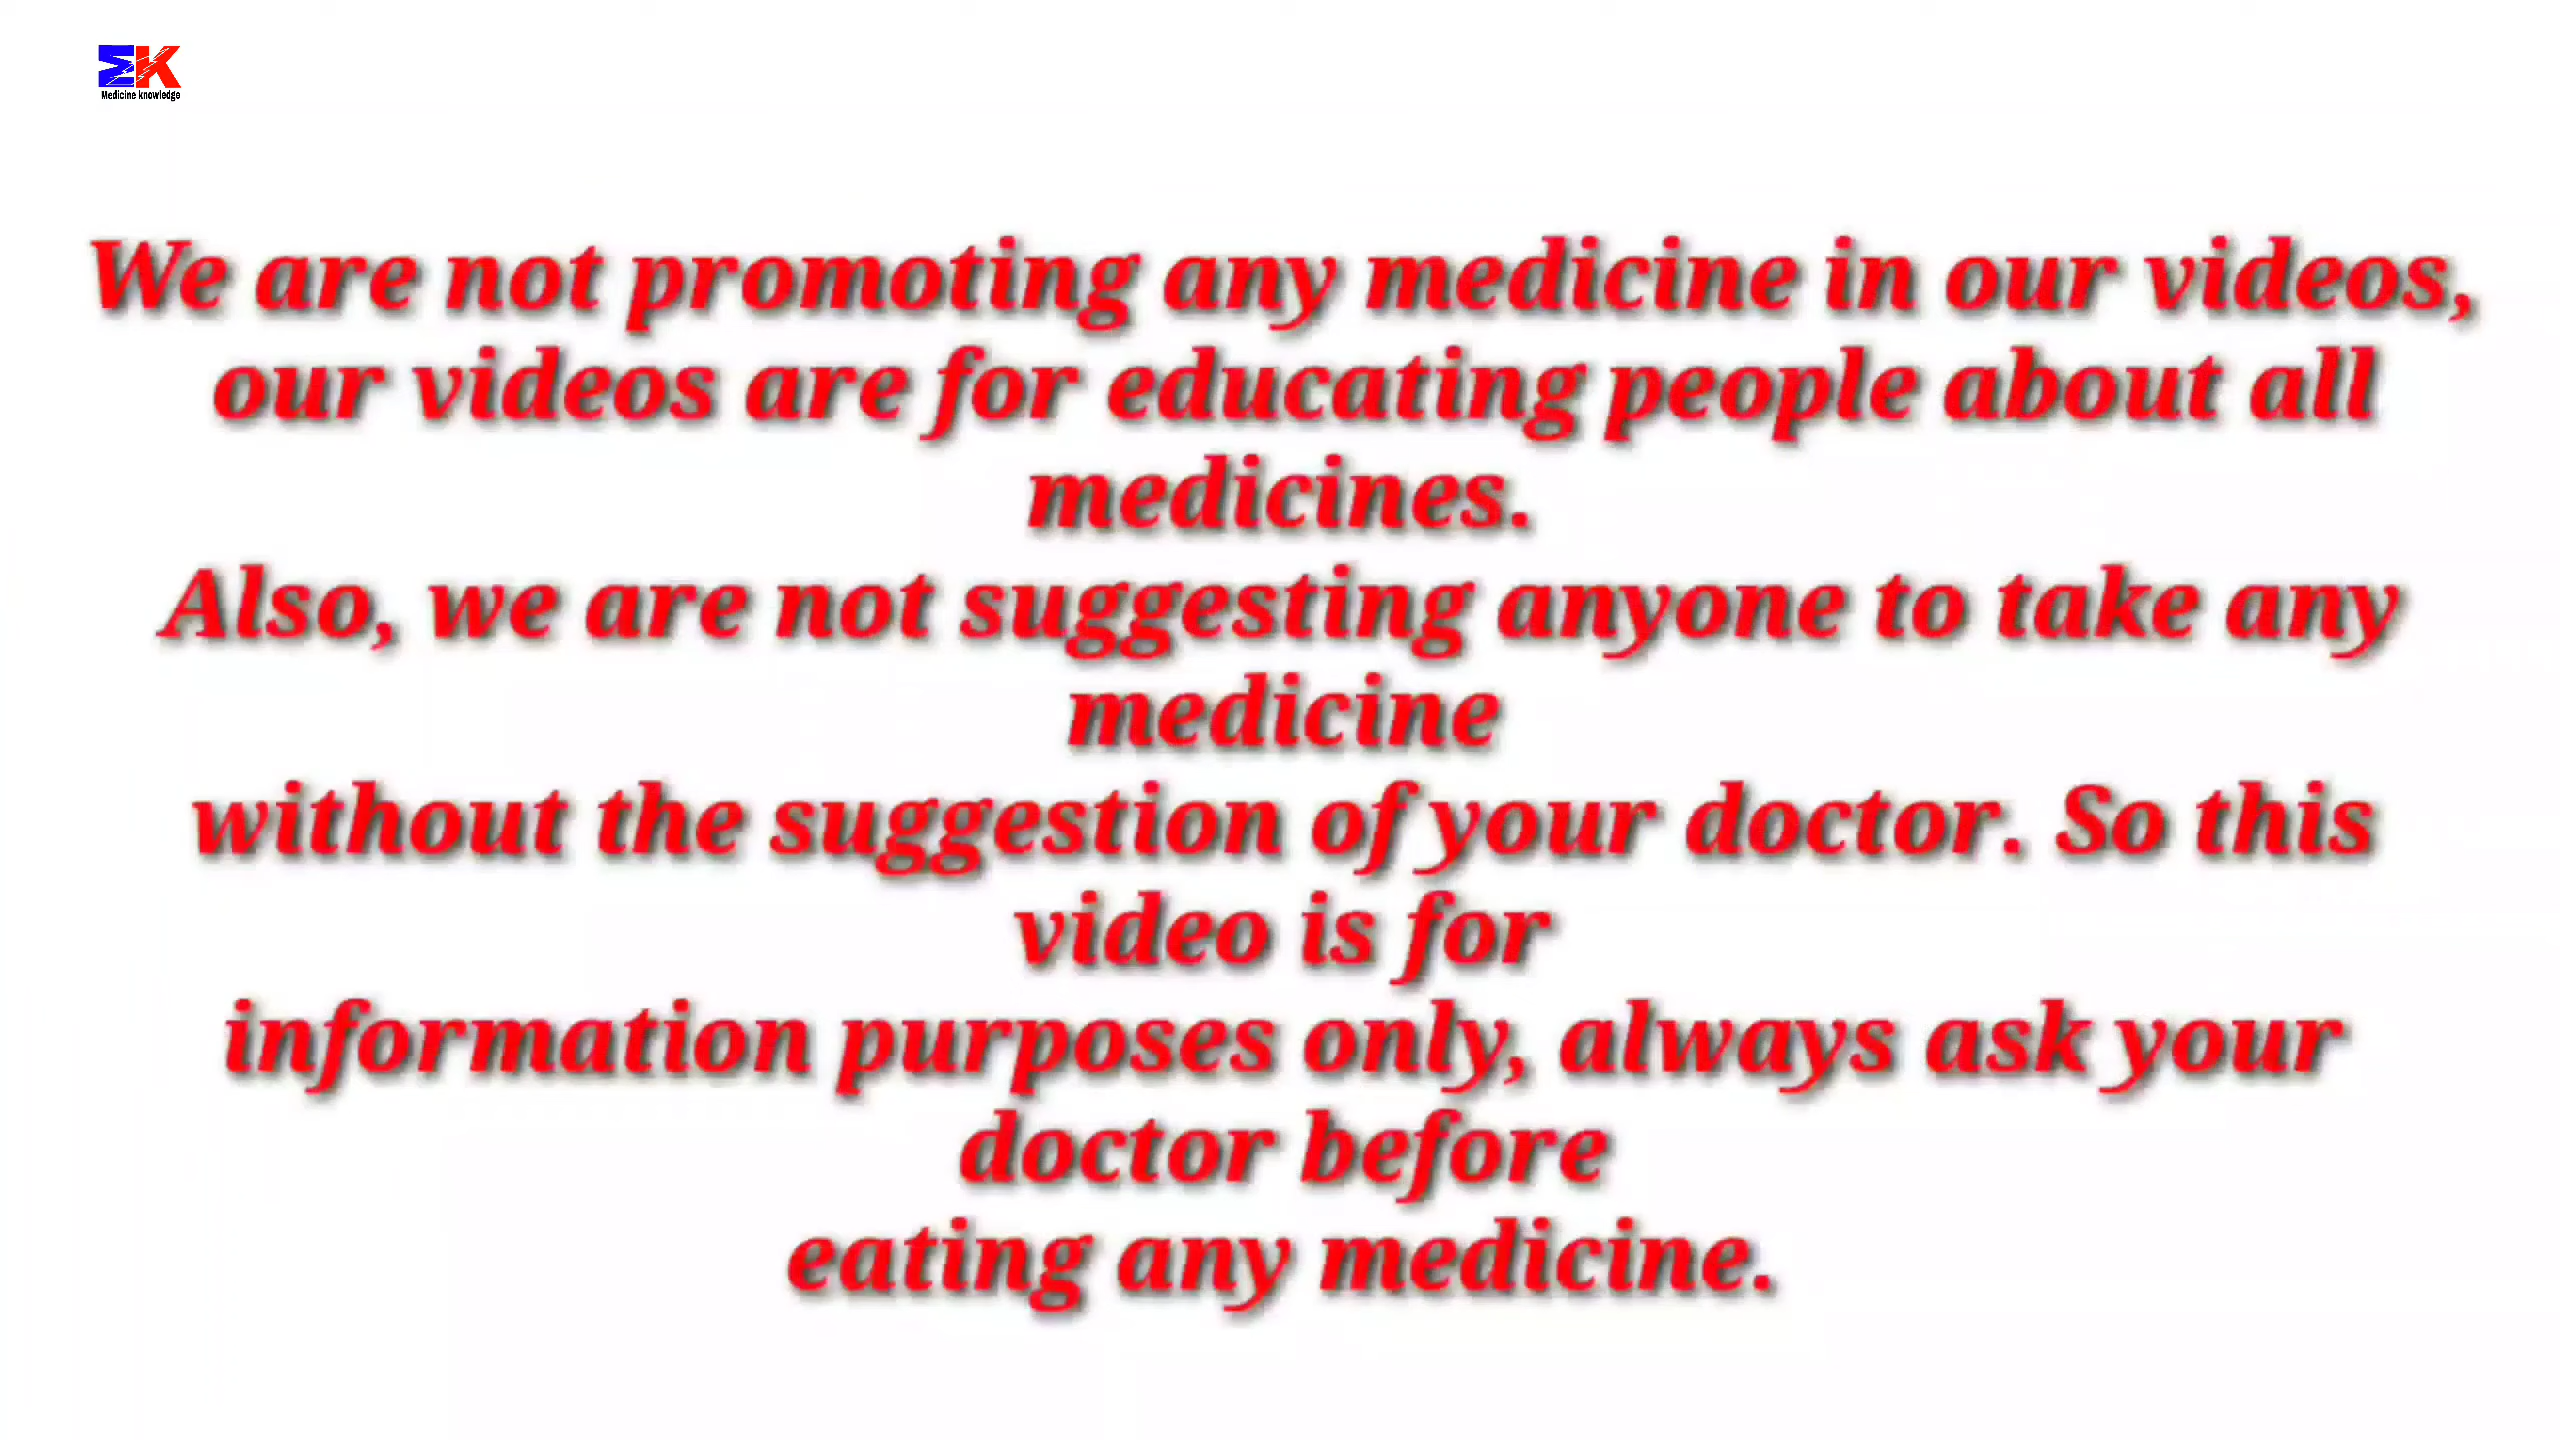 MK
Medicine knowledge
We are not promoting any medicine in our videos,
our videos are for educating people about all
medicines.
Also, we are not suggesting anyone to take any
medicine
without the suggestion of your doctor. So this
video is for
information purposes only, always ask your
doctor before
eating any medicine.